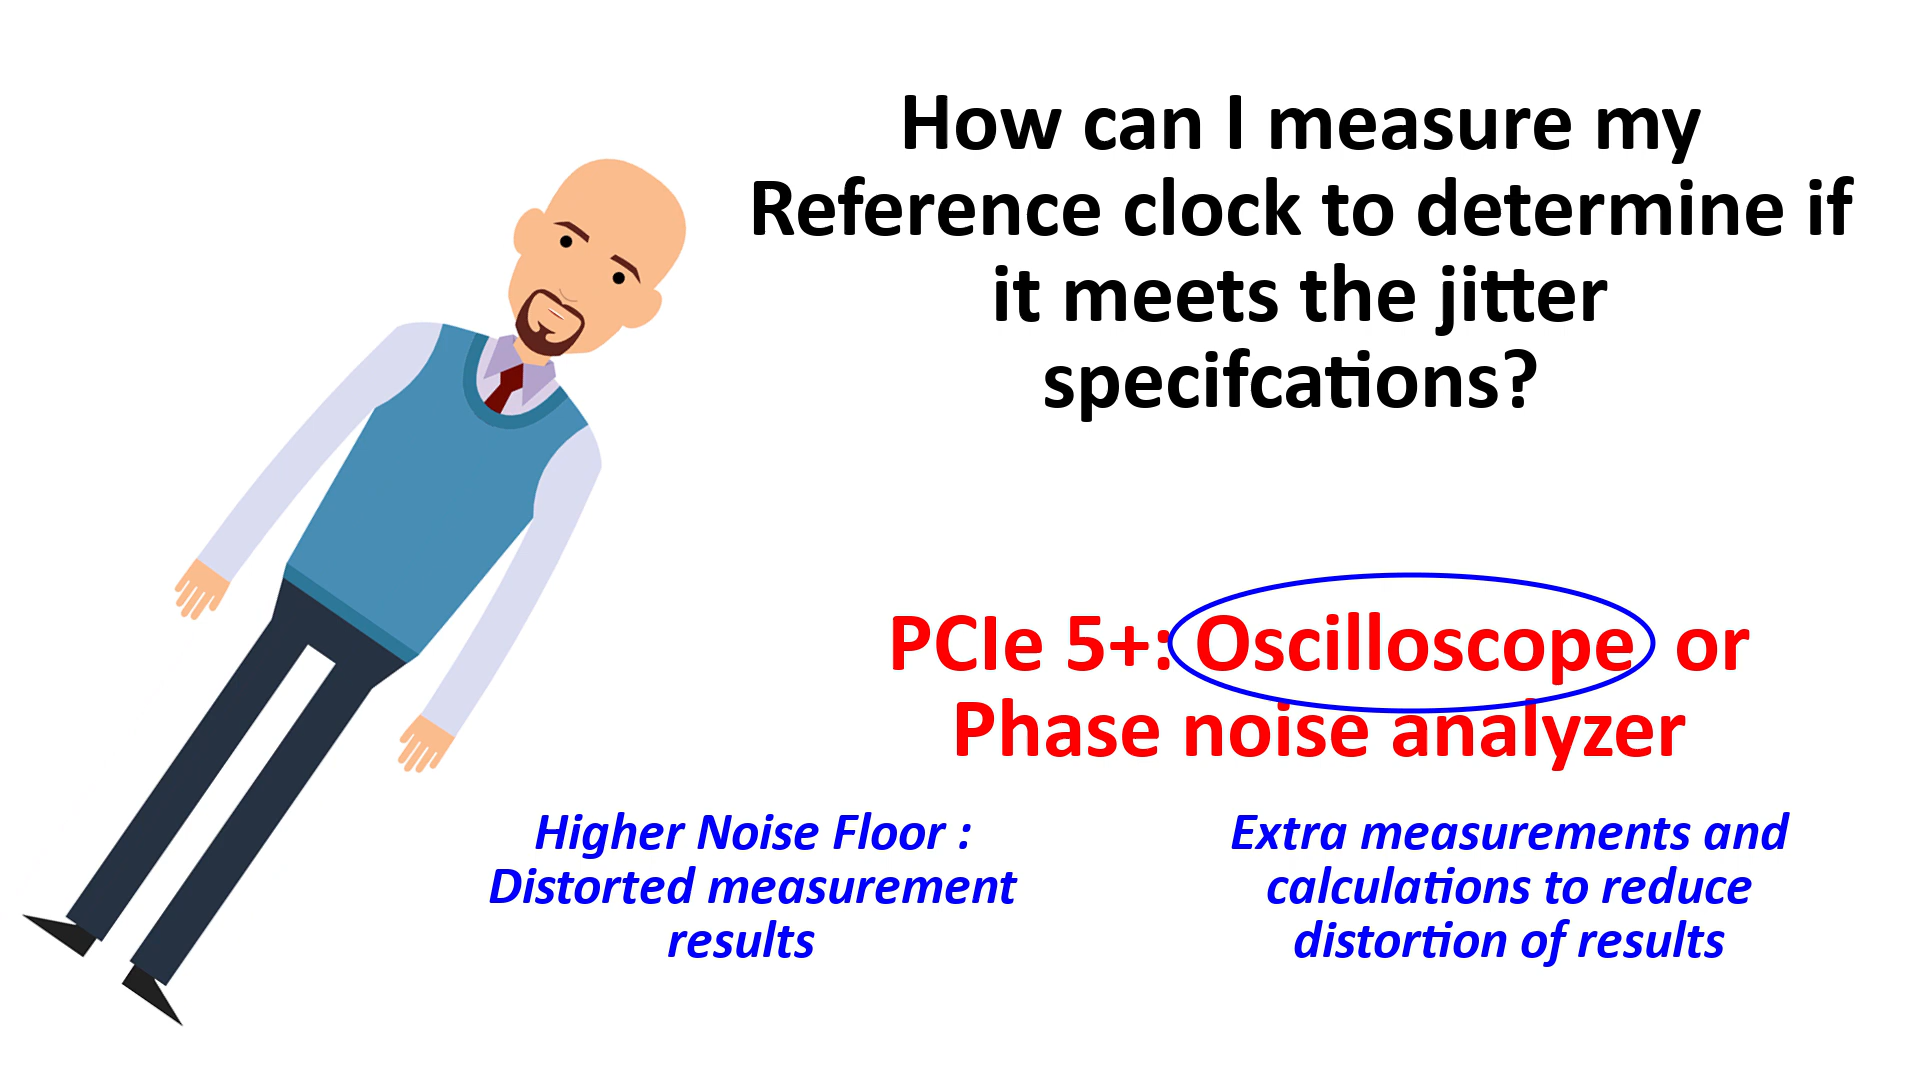 How can I measure my
Reference clock to determine if
it meets the jitter
specifcations?
PCIe 5+: Oscilloscope or
Phase noise analyzer
Higher Noise Floor :
Distorted measurement
results
Extra measurements and
calculations to reduce
distortion of results